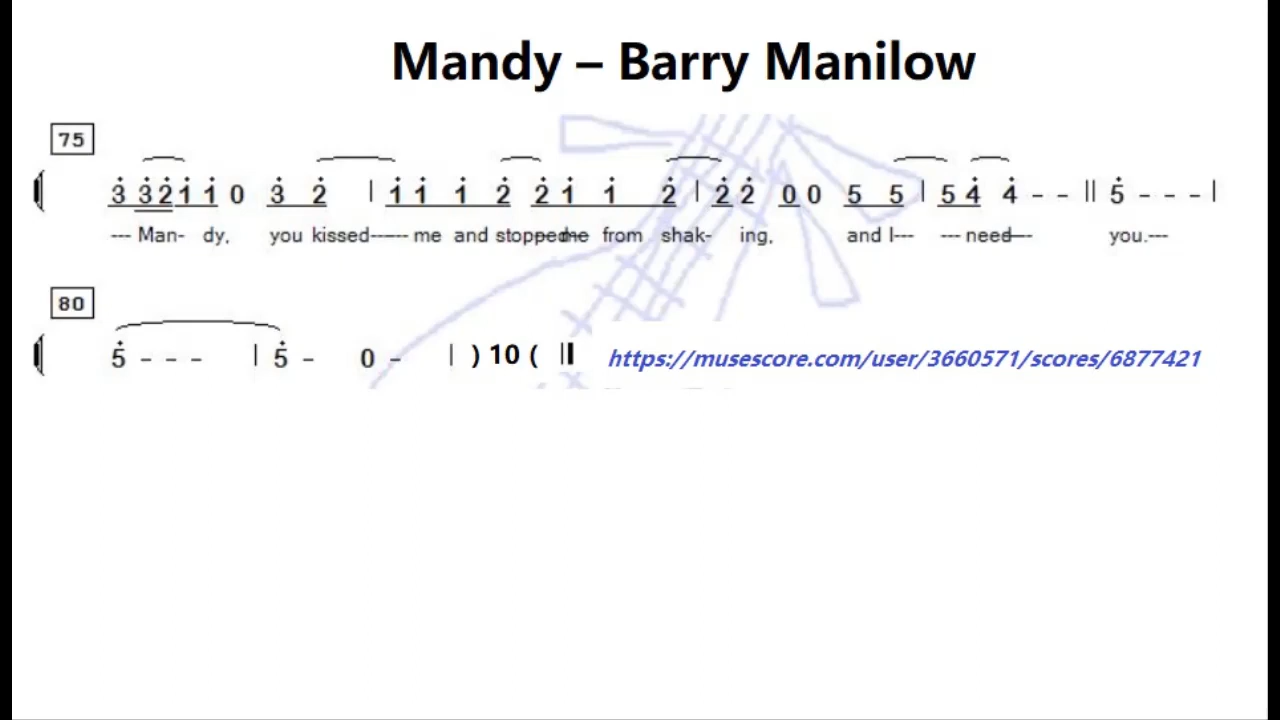 Mandy – Barry Manilow
75
3 3 2 1 1 0 3 2 | 1 1 1 2 2 1 1 2 | 2 2 0 0 5 5 | 5 4 4 - - || 5 - - - |
--- Man- dy, you kissed------ me and stopped me from shak- ing, and I--- --- need--- you.---
80
5 - - - | 5 - 0 - | ) 10 ( || https://musescore.com/user/3660571/scores/6877421